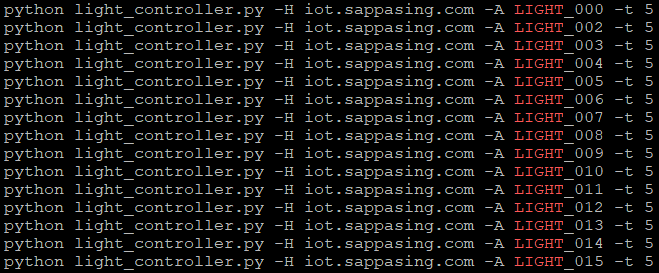 python light_controller.py -H iot.sappasing.com -A LIGHT_000 -t 5
python light_controller.py -H iot.sappasing.com -A LIGHT_002 -t 5
python light_controller.py -H iot.sappasing.com -A LIGHT_003 -t 5
python light_controller.py -H iot.sappasing.com -A LIGHT_004 -t 5
python light_controller.py -H iot.sappasing.com -A LIGHT_005 -t 5
python light_controller.py -H iot.sappasing.com -A LIGHT_006 -t 5
python light_controller.py -H iot.sappasing.com -A LIGHT_007 -t 5
python light_controller.py -H iot.sappasing.com -A LIGHT_008 -t 5
python light_controller.py -H iot.sappasing.com -A LIGHT_009 -t 5
python light_controller.py -H iot.sappasing.com -A LIGHT_010 -t 5
python light_controller.py -H iot.sappasing.com -A LIGHT_011 -t 5
python light_controller.py -H iot.sappasing.com -A LIGHT_012 -t 5
python light_controller.py -H iot.sappasing.com -A LIGHT_013 -t 5
python light_controller.py -H iot.sappasing.com -A LIGHT_014 -t 5
python light_controller.py -H iot.sappasing.com -A LIGHT_015 -t 5